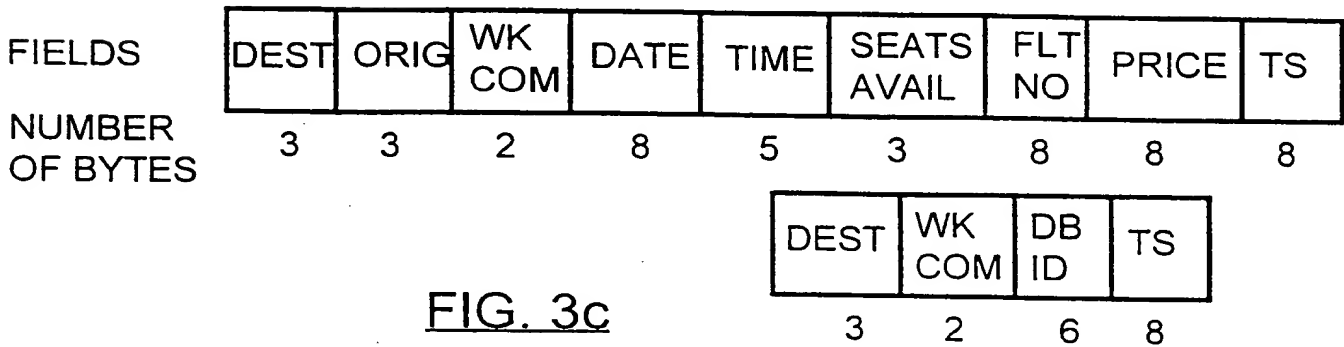 FIELDS DEST ORIG WK COM DATE TIME SEATS AVAIL FLT NO PRICE TS
NUMBER OF BYTES 3 3 2 8 5 3 8 8 8
DEST WK COM DB ID TS
3 2 6 8
FIG. 3c